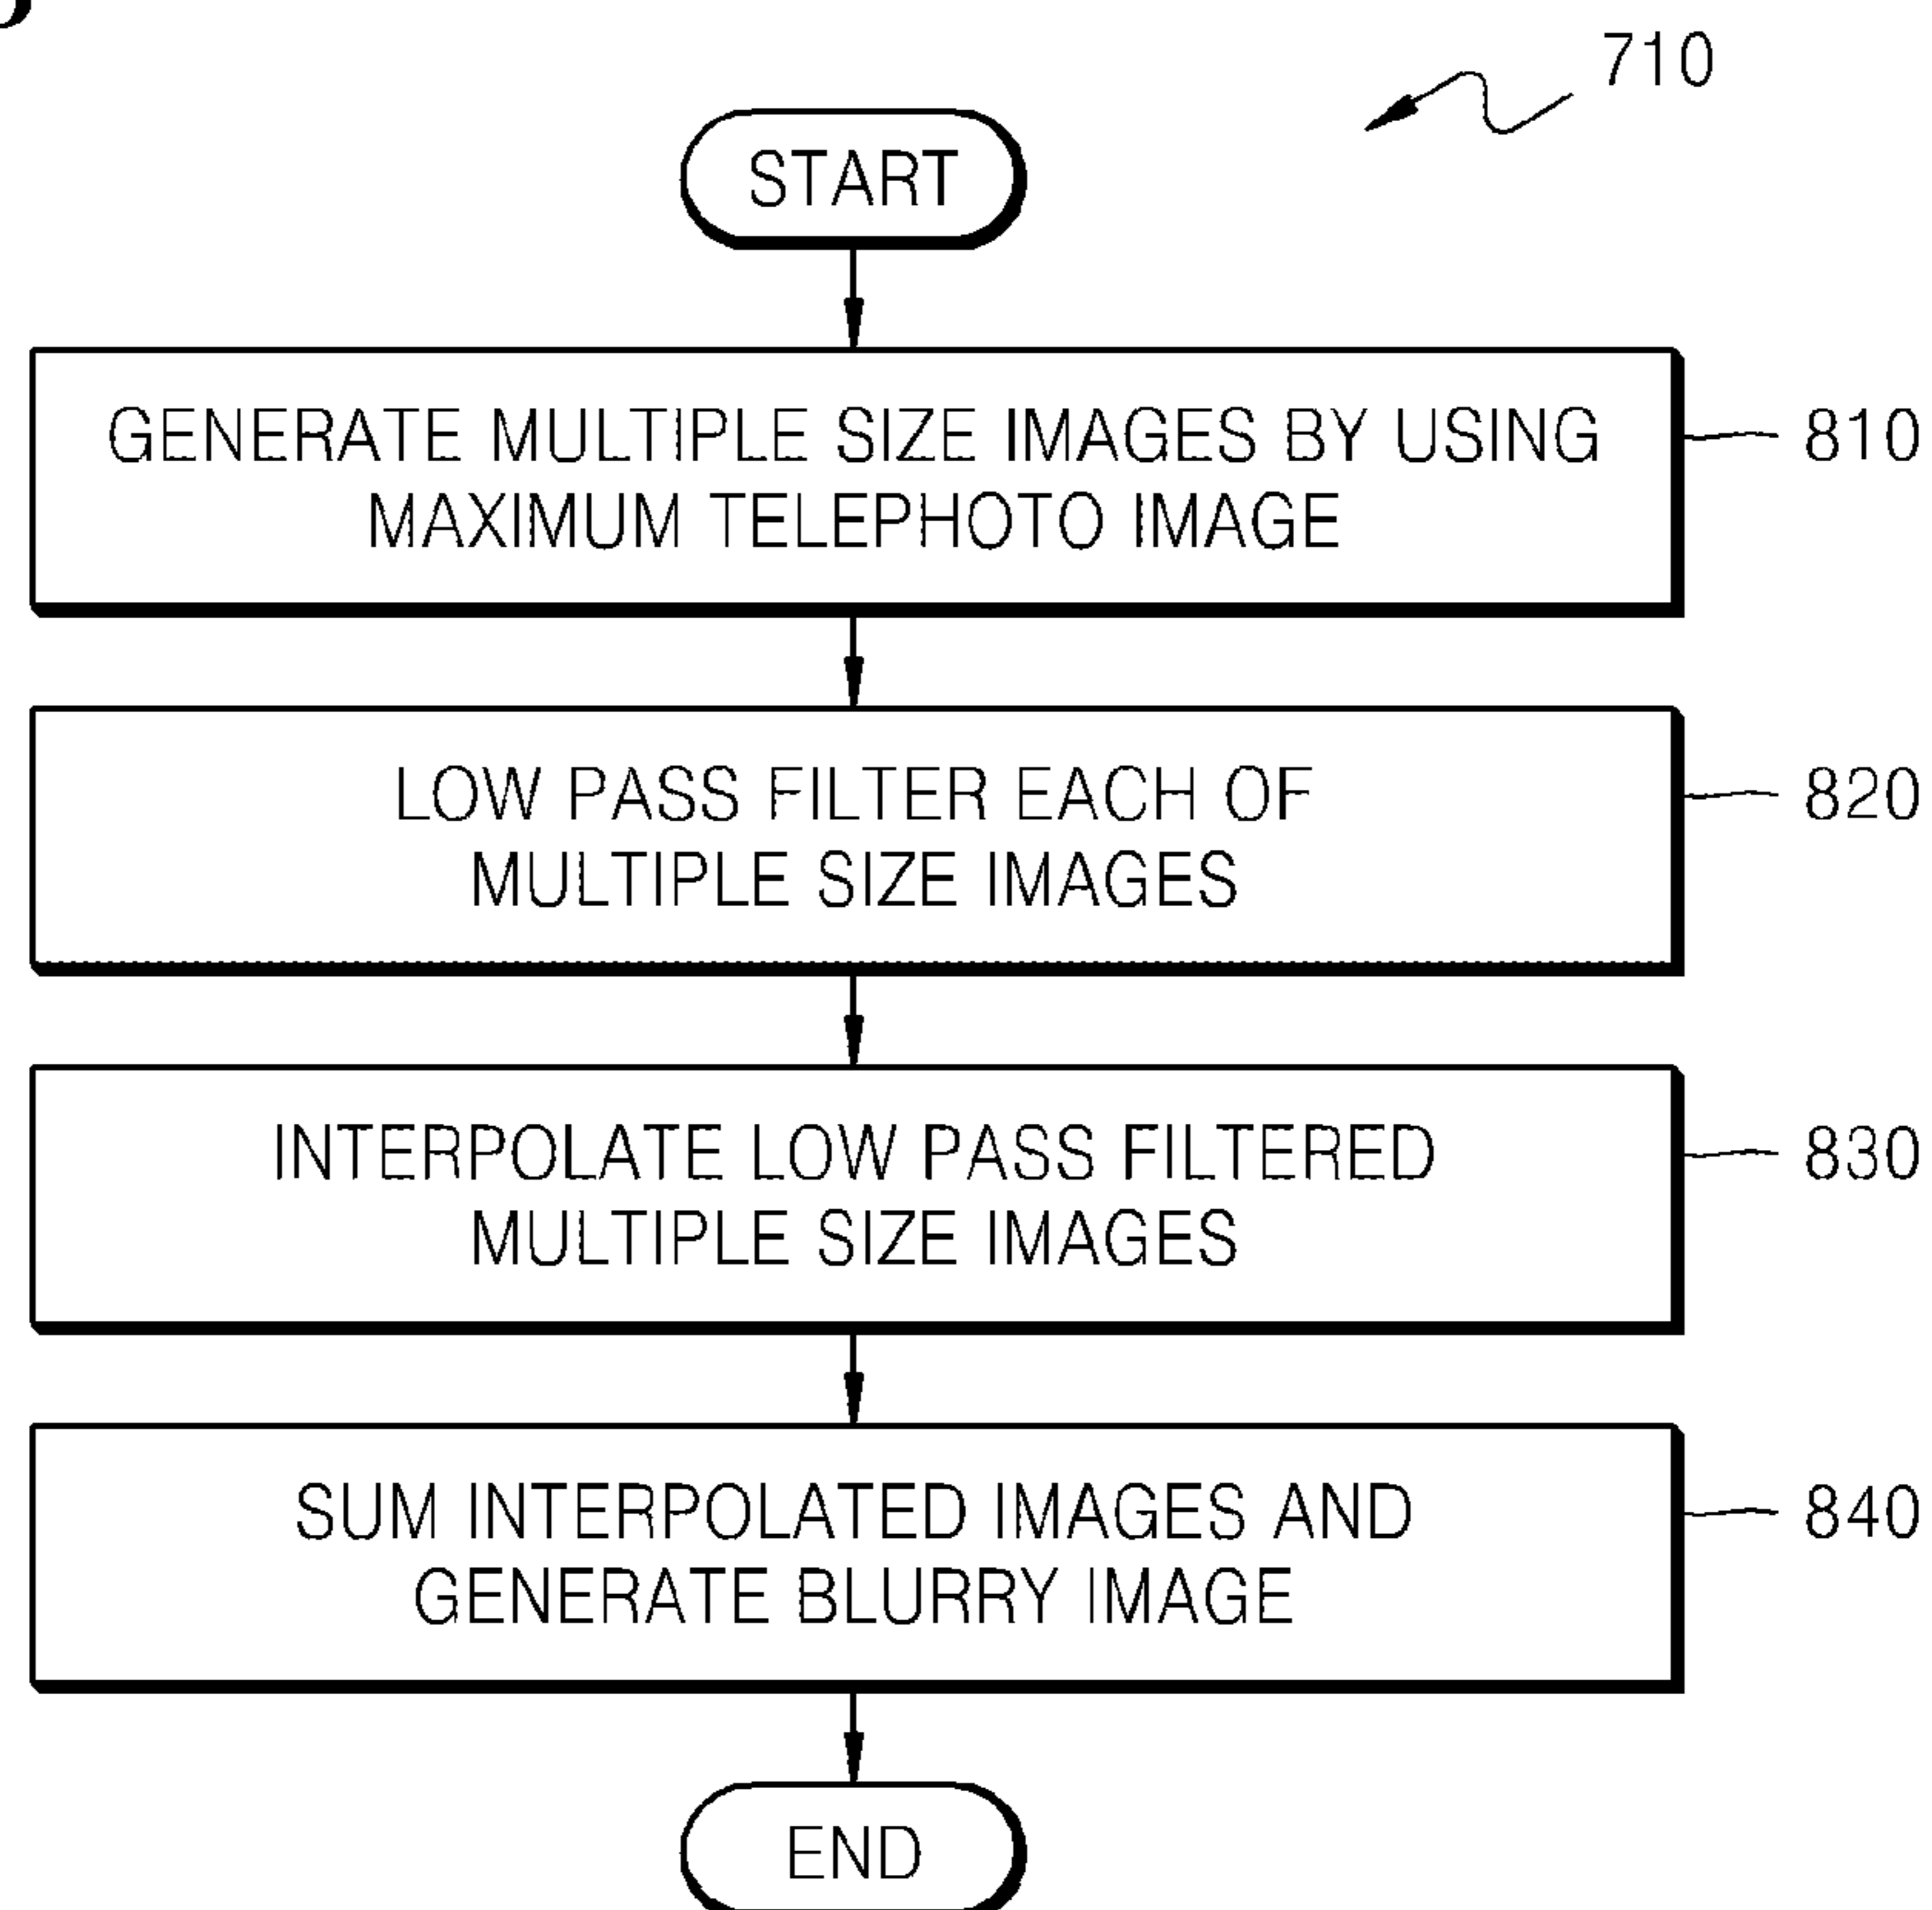 710
START
GENERATE MULTIPLE SIZE IMAGES BY USING
MAXIMUM TELEPHOTO IMAGE
810
LOW PASS FILTER EACH OF
MULTIPLE SIZE IMAGES
820
INTERPOLATE LOW PASS FILTERED
MULTIPLE SIZE IMAGES
830
SUM INTERPOLATED IMAGES AND
GENERATE BLURRY IMAGE
840
END